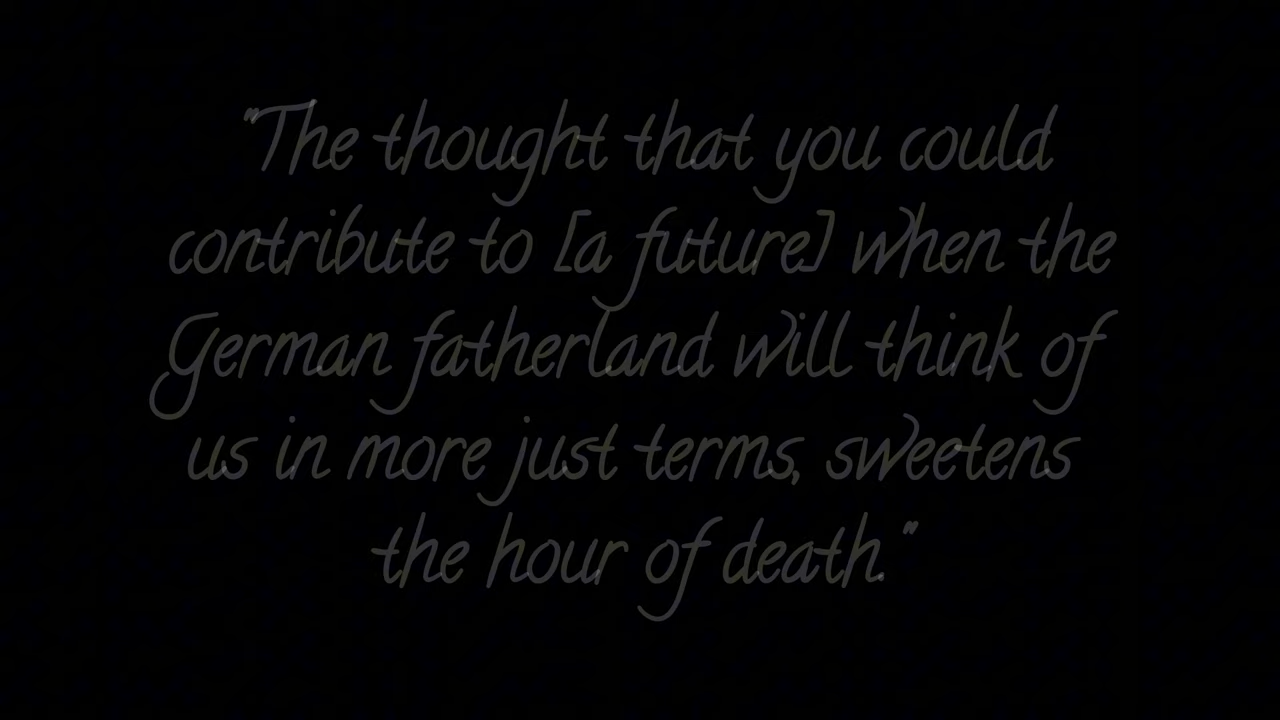 "The thought that you could
contribute to [a future] when the
German fatherland will think of
us in more just terms, sweetens
the hour of death."